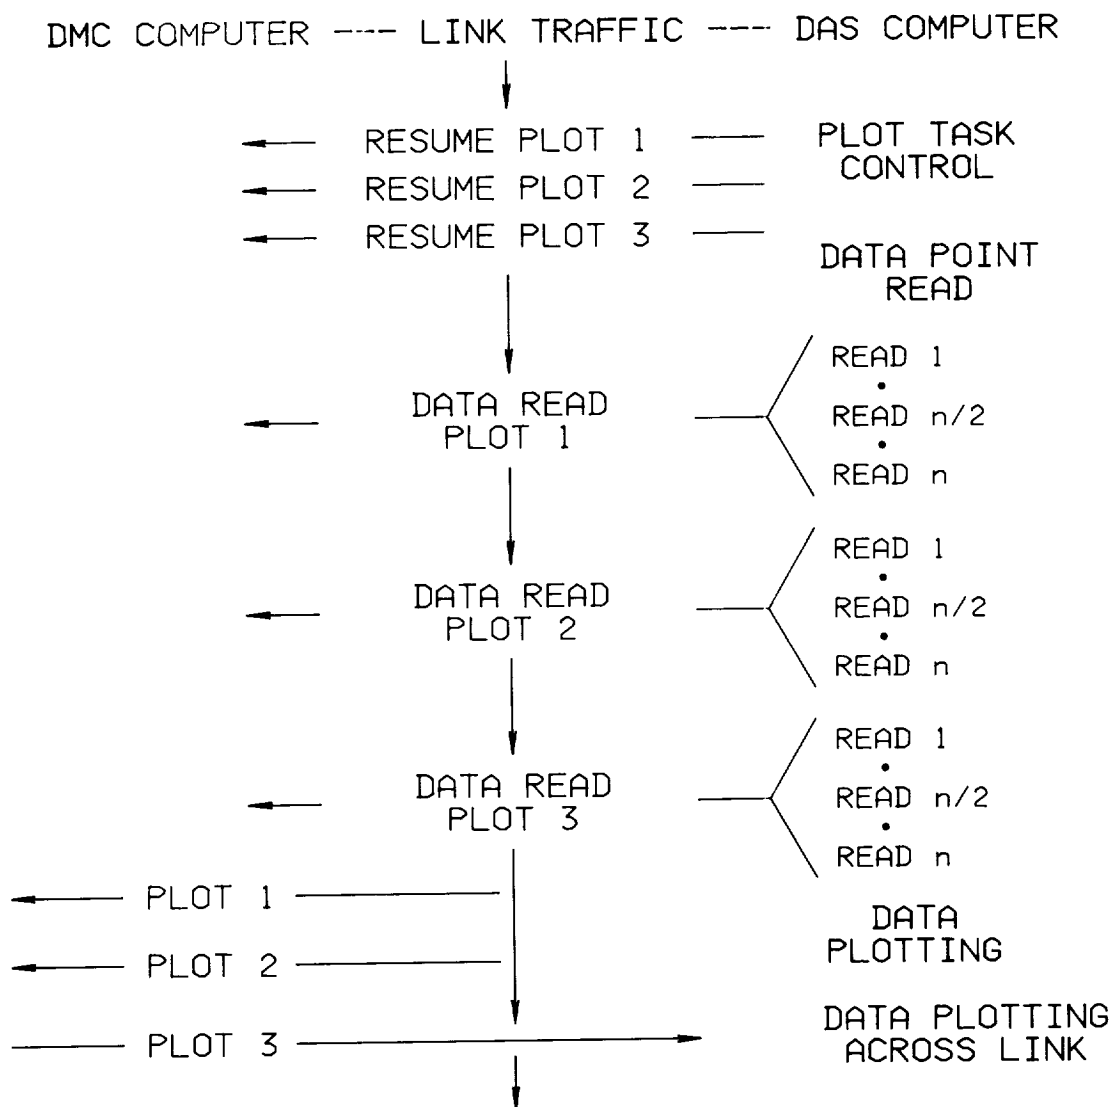 DMC COMPUTER ---- LINK TRAFFIC ---- DAS COMPUTER
RESUME PLOT 1
RESUME PLOT 2
RESUME PLOT 3
PLOT TASK
CONTROL
DATA POINT
READ
DATA READ
PLOT 1
READ 1
READ n/2
READ n
DATA READ
PLOT 2
READ 1
READ n/2
READ n
DATA READ
PLOT 3
READ 1
READ n/2
READ n
PLOT 1
PLOT 2
DATA
PLOTTING
PLOT 3
DATA PLOTTING
ACROSS LINK